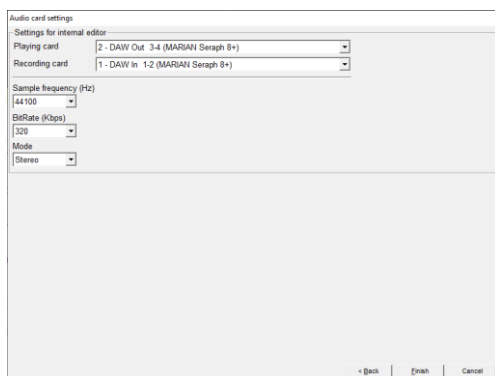 Audio card settings
Settings for internal editor
Playing card 2 - DAW Out 3-4 (MARIAN Seraph 8+)
Recording card 1 - DAW In 1-2 (MARIAN Seraph 8+)
Sample frequency (Hz)
44100
BitRate (Kbps)
320
Mode
Stereo
< Back Finish Cancel